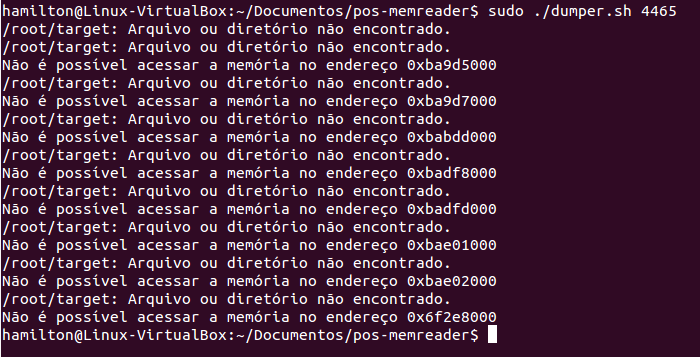 hamilton@Linux-VirtualBox:~/Documentos/pos-memreader$ sudo ./dumper.sh 4465
/root/target: Arquivo ou diretório não encontrado.
/root/target: Arquivo ou diretório não encontrado.
Não é possível acessar a memória no endereço 0xba9d5000
/root/target: Arquivo ou diretório não encontrado.
Não é possível acessar a memória no endereço 0xba9d7000
/root/target: Arquivo ou diretório não encontrado.
Não é possível acessar a memória no endereço 0xbabdd000
/root/target: Arquivo ou diretório não encontrado.
Não é possível acessar a memória no endereço 0xbadf8000
/root/target: Arquivo ou diretório não encontrado.
Não é possível acessar a memória no endereço 0xbadfd000
/root/target: Arquivo ou diretório não encontrado.
Não é possível acessar a memória no endereço 0xbae01000
/root/target: Arquivo ou diretório não encontrado.
Não é possível acessar a memória no endereço 0xbae02000
/root/target: Arquivo ou diretório não encontrado.
Não é possível acessar a memória no endereço 0x6f2e8000
hamilton@Linux-VirtualBox:~/Documentos/pos-memreader$